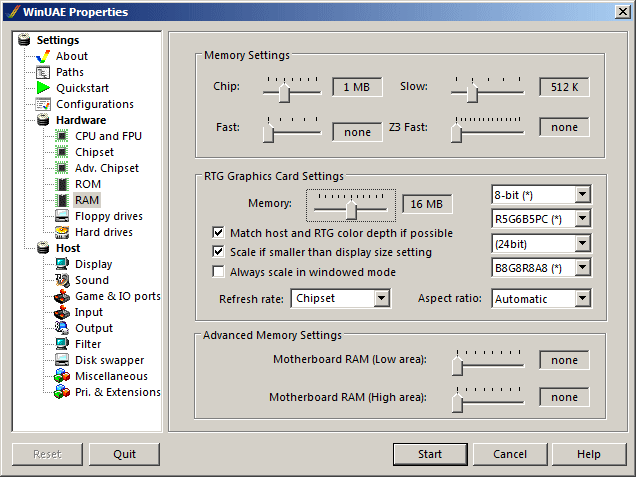 WinUAE Properties
Settings
About
Paths
Quickstart
Configurations
Hardware
CPU and FPU
Chipset
Adv. Chipset
ROM
RAM
Floppy drives
Hard drives
Host
Display
Sound
Game & IO ports
Input
Output
Filter
Disk swapper
Miscellaneous
Pri. & Extensions
Memory Settings
Chip: 1 MB Slow: 512 K
Fast: none Z3 Fast: none
RTG Graphics Card Settings
Memory: 16 MB 8-bit (*)
R5G6B5PC (*)
Match host and RTG color depth if possible
(24bit)
Scale if smaller than display size setting
B8G8R8A8 (*)
Always scale in windowed mode
Refresh rate: Chipset Aspect ratio: Automatic
Advanced Memory Settings
Motherboard RAM (Low area): none
Motherboard RAM (High area): none
Reset Quit Start Cancel Help